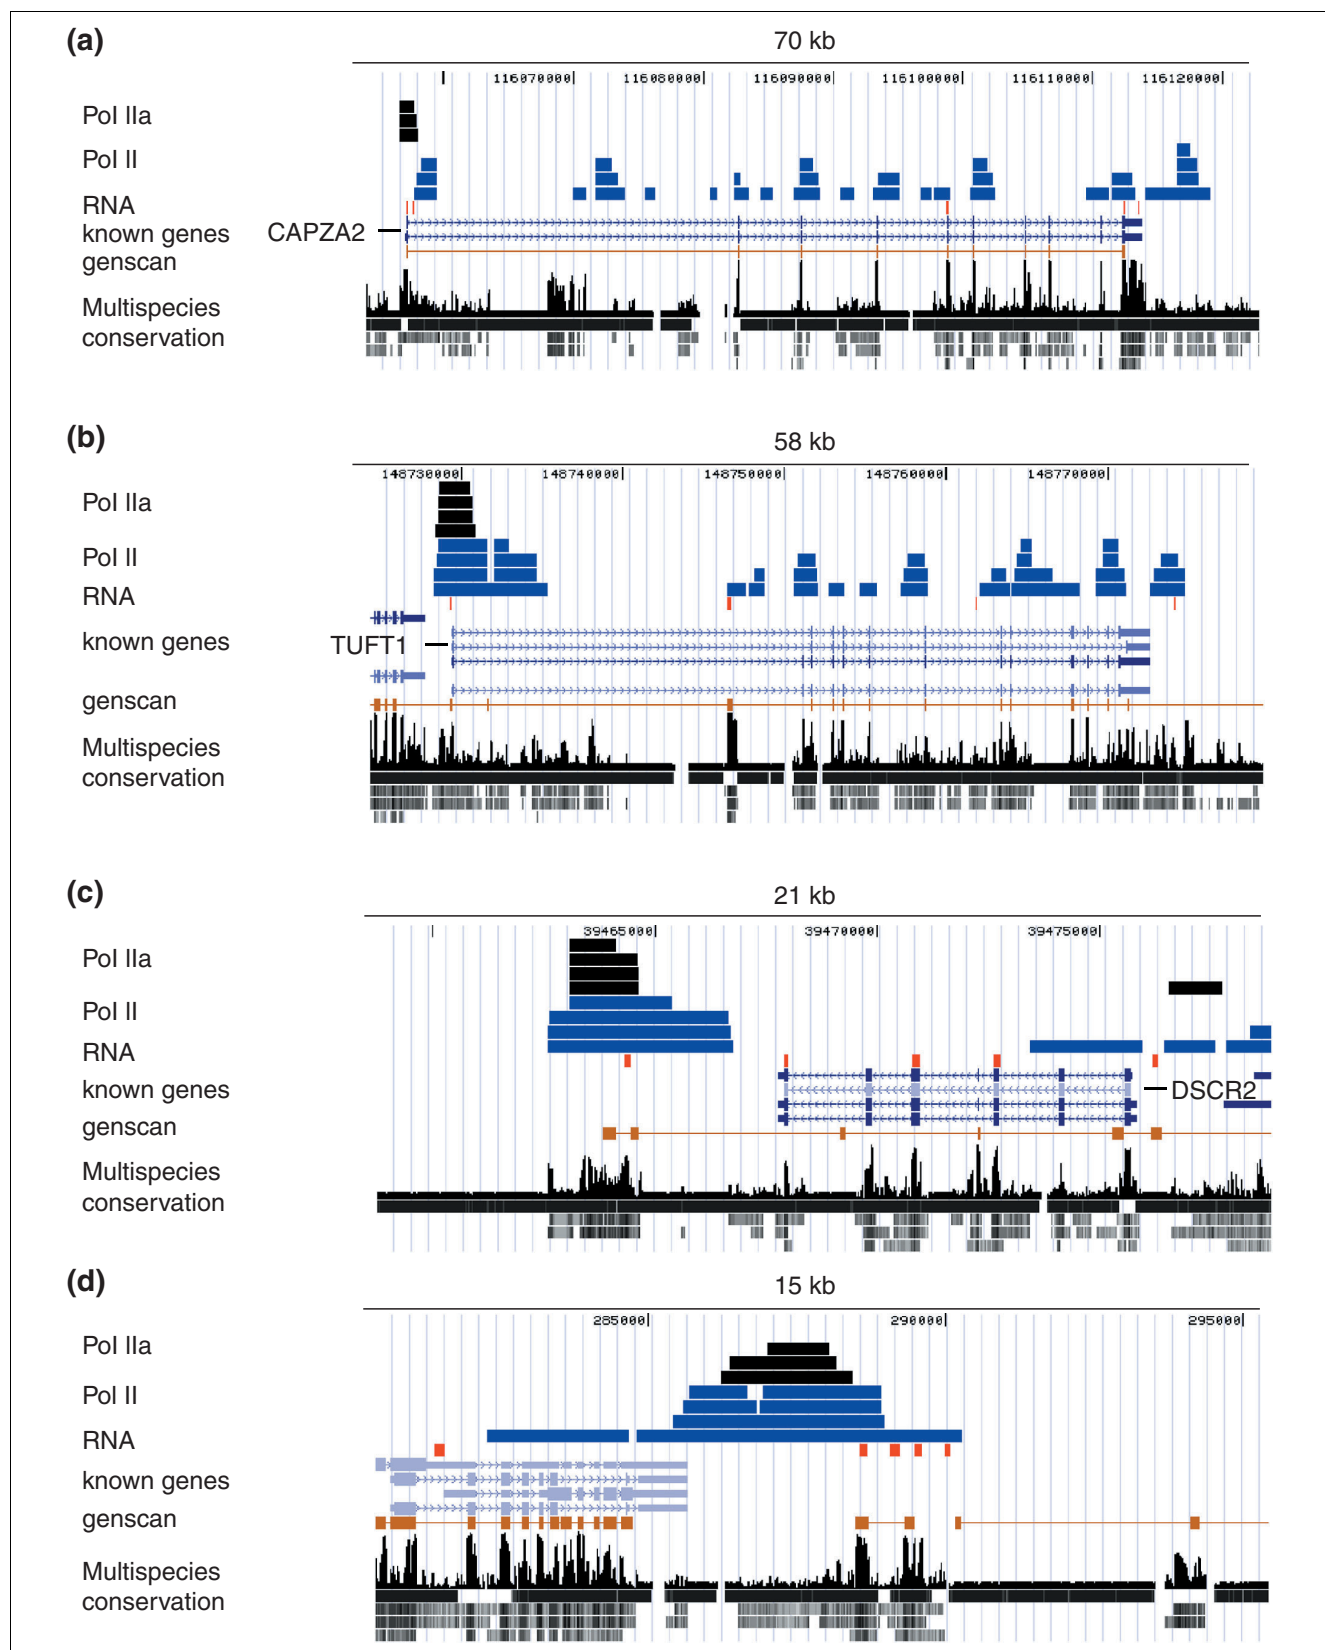 (a)
70 kb
116070000| 116080000| 116090000| 116100000| 116110000| 116120000|
Pol IIa
Pol II
RNA
known genes
CAPZA2
genscan
Multispecies
conservation
(b)
58 kb
148730000| 148740000| 148750000| 148760000| 148770000|
Pol IIa
Pol II
RNA
known genes
TUFT1
genscan
Multispecies
conservation
(c)
21 kb
39465000| 39470000| 39475000|
Pol IIa
Pol II
RNA
known genes
DSCR2
genscan
Multispecies
conservation
(d)
15 kb
285000| 290000| 295000|
Pol IIa
Pol II
RNA
known genes
genscan
Multispecies
conservation